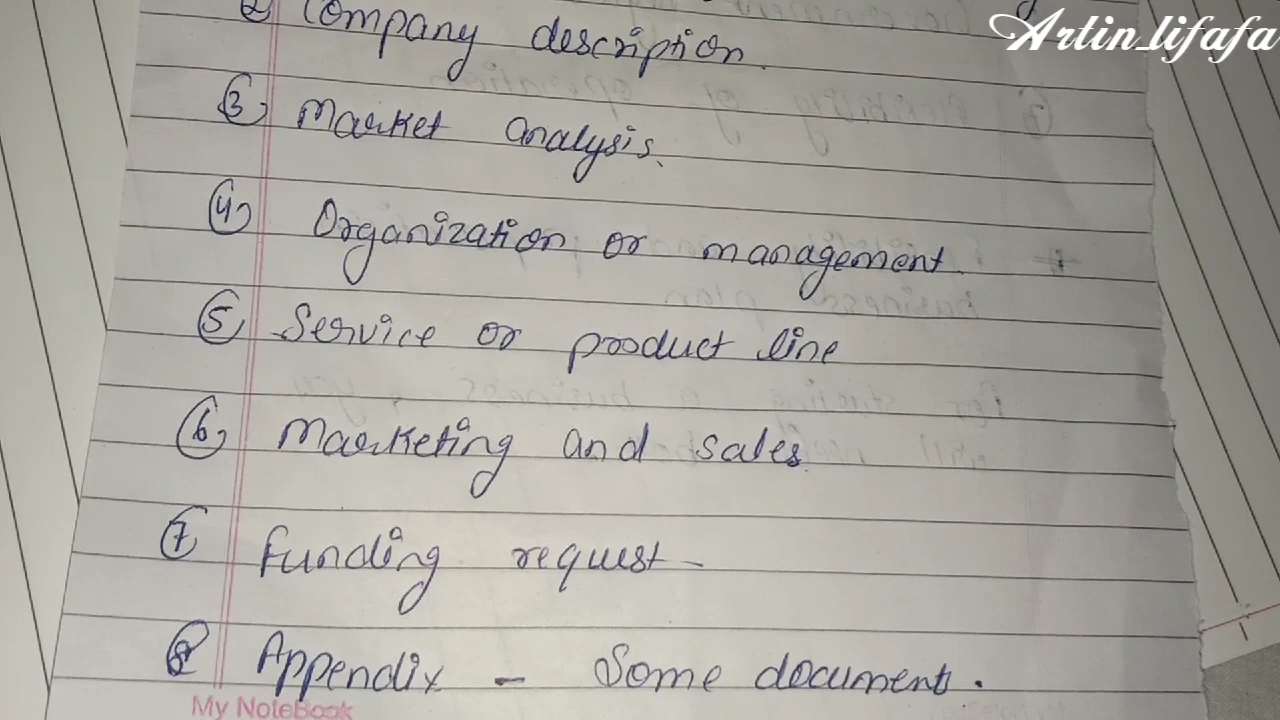 Artin_lifafa
② Company description.
③ Market analysis.
④ Organization or management.
⑤ Service or product line
⑥ Marketing and sales.
⑦ Funding request -
⑧ Appendix - Some document.
My NoteBook